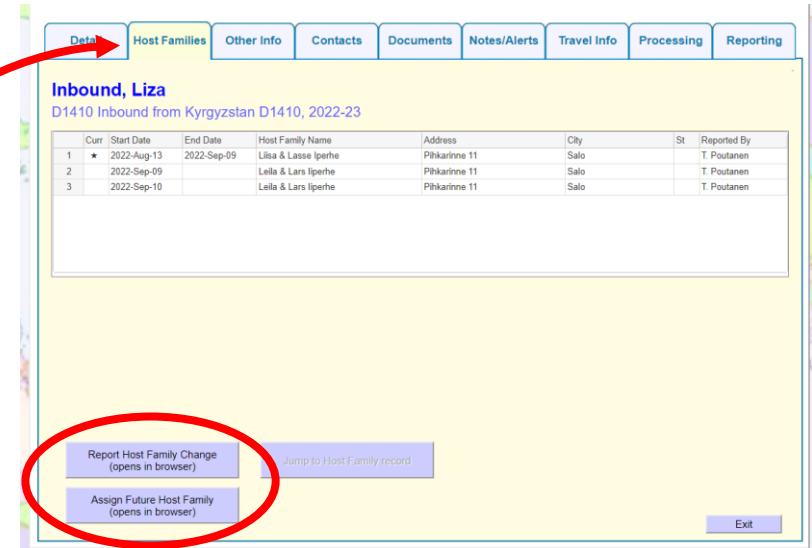 Detail Host Families Other Info Contacts Documents Notes/Alerts Travel Info Processing Reporting
Inbound, Liza
D1410 Inbound from Kyrgyzstan D1410, 2022-23
Curr Start Date End Date Host Family Name Address City St Reported By
1 ★ 2022-Aug-13 2022-Sep-09 Liisa & Lasse Iperhe Pihkarinne 11 Salo T. Poutanen
2 2022-Sep-09 Leila & Lars Iiperhe Pihkarinne 11 Salo T. Poutanen
3 2022-Sep-10 Leila & Lars Iiperhe Pihkarinne 11 Salo T. Poutanen
Report Host Family Change
(opens in browser)
Jump to Host Family record
Assign Future Host Family
(opens in browser)
Exit